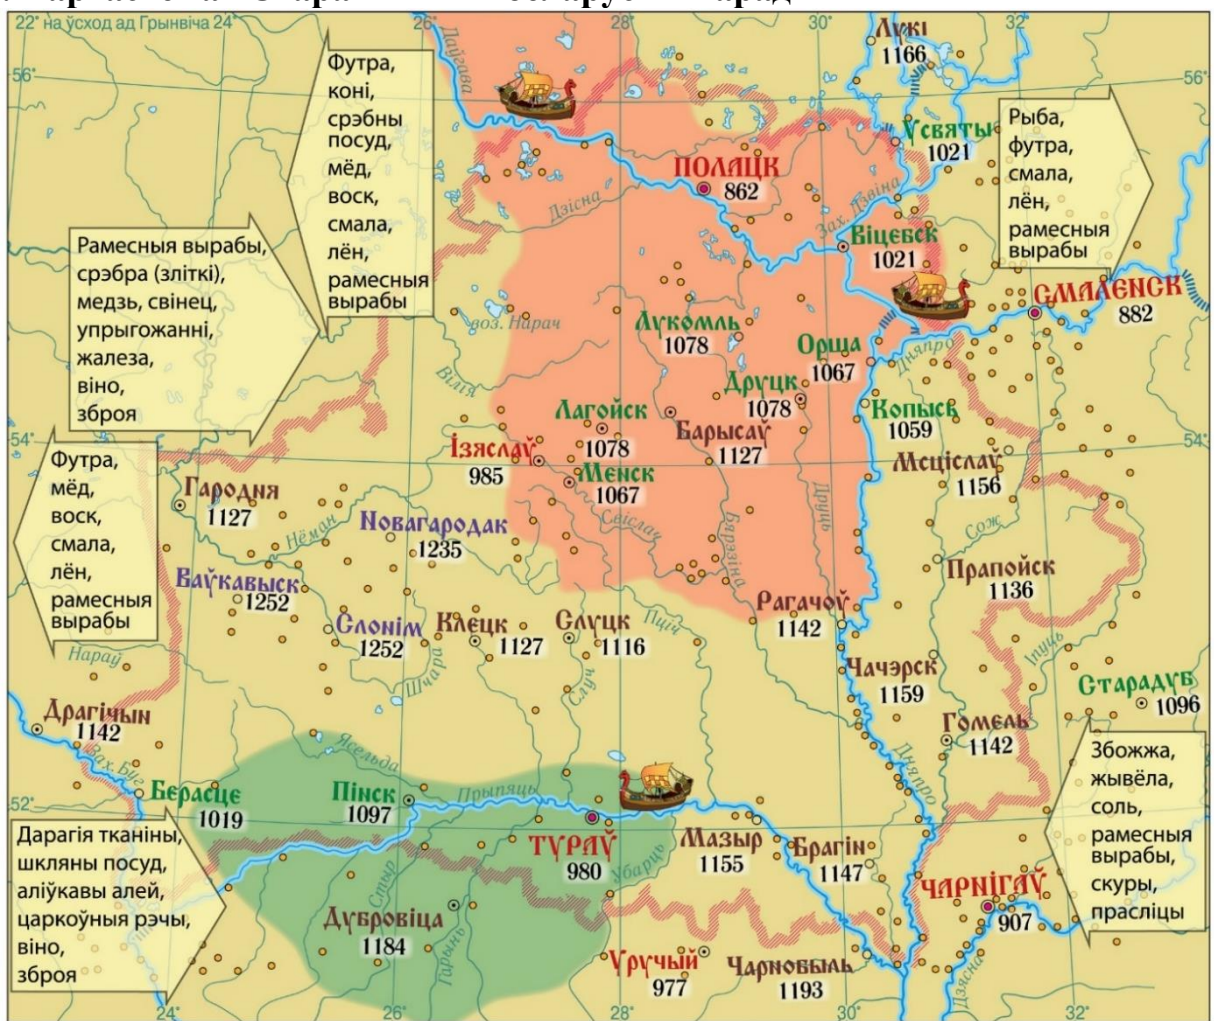 22° на ўсход ад Грынвіча 24°
26°
28°
30°
32°
56°
56°
Даўгава
Лукі
1166
Футра,
коні,
срэбны
посуд,
мёд,
воск,
смала,
лён,
рамесныя
вырабы
Рыба,
футра,
смала,
лён,
рамесныя
вырабы
Усвяты
1021
ПОЛАЦК
862
Дзісна
Зах. Дзвіна
Віцебск
1021
Рамесныя вырабы,
срэбра (зліткі),
медзь, свінец,
упрыгожанні,
жалеза,
віно,
зброя
СМАЛЕНСК
882
воз. Нарач
Лукомль
1078
Орша
1067
Дняпро
Вілія
Друцк
1078
Лагойск
1078
Копысь
1059
Барысаў
1127
54°
54°
Ізяслаў
985
Менск
1067
Мсціслаў
1156
Футра,
мёд,
воск,
смала,
лён,
рамесныя
вырабы
Гародня
1127
Нёман
Новагародак
1235
Свіслач
Бярэзіна
Друць
Сож
Ваўкавыск
1252
Прапойск
1136
Слонім
1252
Клецк
1127
Слуцк
1116
Пціч
Рагачоў
1142
Іпуць
Нараў
Шчара
Случ
Чачэрск
1159
Старадуб
1096
Драгічын
1142
Гомель
1142
Зах. Буг
Ясельда
Дняпро
Збожжа,
жывёла,
соль,
рамесныя
вырабы,
скуры,
прасліцы
52°
52°
Берасце
1019
Пінск
1097
Прыпяць
Дарагія тканіны,
шкляны посуд,
аліўкавы алей,
царкоўныя рэчы,
віно,
зброя
ТУРАЎ
980
Мазыр
1155
Брагін
1147
Убарць
Стыр
ЧАРНІГАЎ
907
Дубровіца
1184
Гарынь
Уручый
977
Чарнобыль
1193
Дзясна
24°
26°
28°
30°
32°